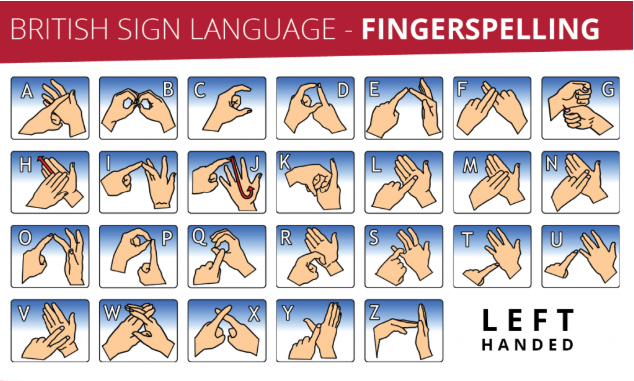 BRITISH SIGN LANGUAGE - FINGERSPELLING
A B C D E F G
H I J K L M N
O P Q R S T U
V W X Y Z
LEFT
HANDED